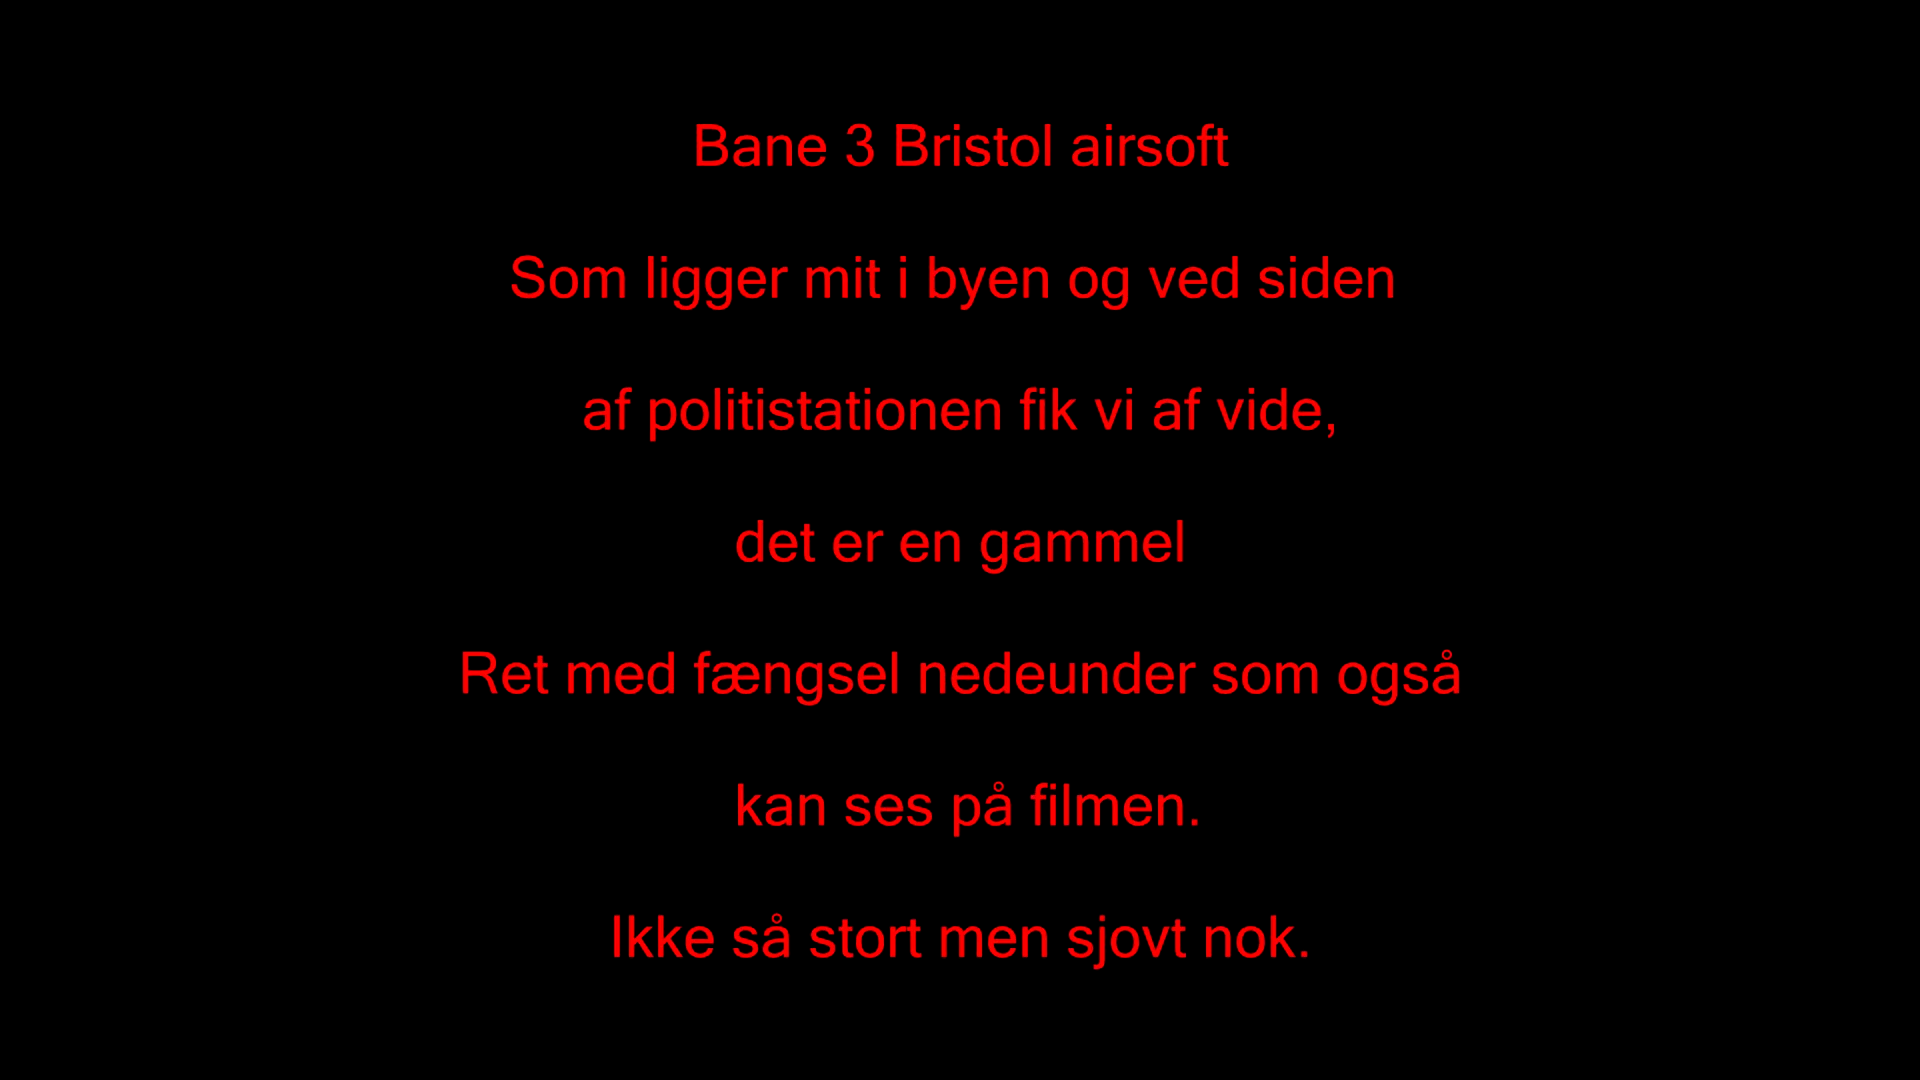 Bane 3 Bristol airsoft
Som ligger mit i byen og ved siden
af politistationen fik vi af vide,
det er en gammel
Ret med fængsel nedeunder som også
kan ses på filmen.
Ikke så stort men sjovt nok.